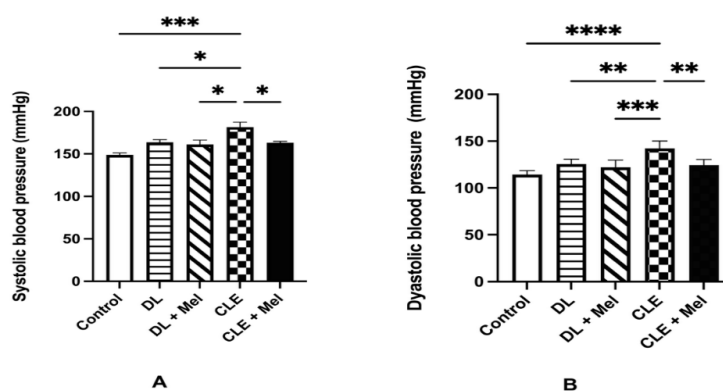 ***
*
* *
Systolic blood pressure (mmHg)
200
150
100
50
0
Control
DL
DL + Mel
CLE
CLE + Mel
A
****
** **
***
Dyastolic blood pressure (mmHg)
200
150
100
50
0
Control
DL
DL + Mel
CLE
CLE + Mel
B